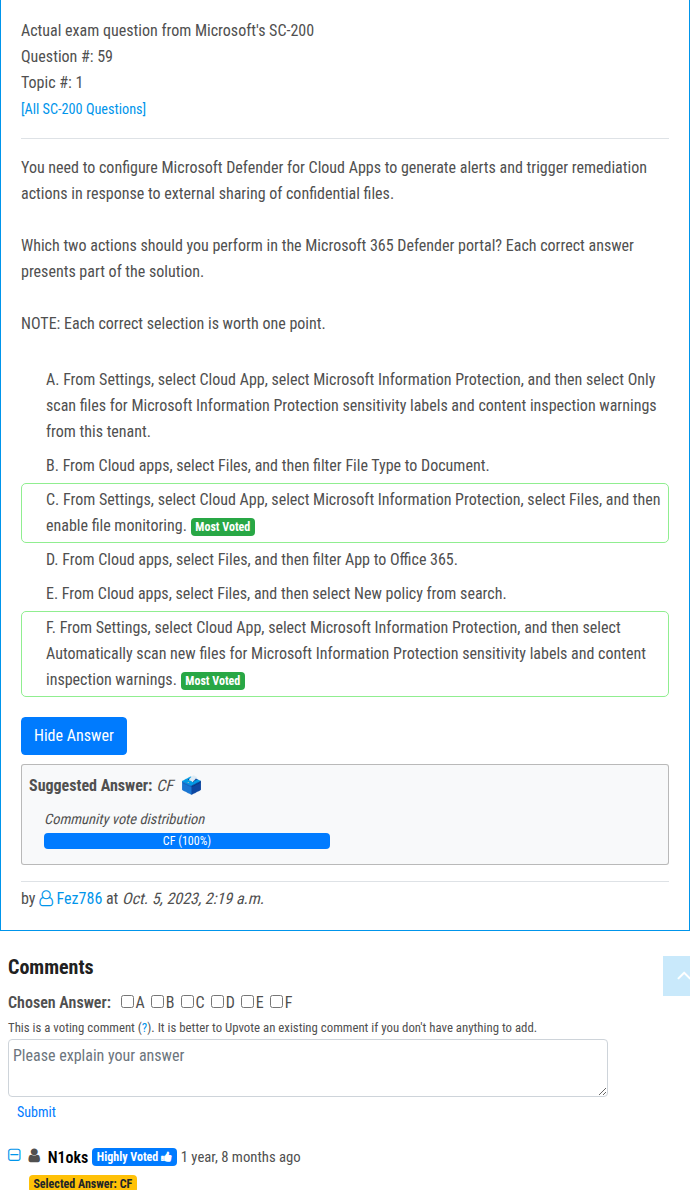 Actual exam question from Microsoft's SC-200
Question #: 59
Topic #: 1
[All SC-200 Questions]
You need to configure Microsoft Defender for Cloud Apps to generate alerts and trigger remediation
actions in response to external sharing of confidential files.
Which two actions should you perform in the Microsoft 365 Defender portal? Each correct answer
presents part of the solution.
NOTE: Each correct selection is worth one point.
A. From Settings, select Cloud App, select Microsoft Information Protection, and then select Only
scan files for Microsoft Information Protection sensitivity labels and content inspection warnings
from this tenant.
B. From Cloud apps, select Files, and then filter File Type to Document.
C. From Settings, select Cloud App, select Microsoft Information Protection, select Files, and then
enable file monitoring. Most Voted
D. From Cloud apps, select Files, and then filter App to Office 365.
E. From Cloud apps, select Files, and then select New policy from search.
F. From Settings, select Cloud App, select Microsoft Information Protection, and then select
Automatically scan new files for Microsoft Information Protection sensitivity labels and content
inspection warnings. Most Voted
Hide Answer
Suggested Answer: CF
Community vote distribution
CF (100%)
by Fez786 at Oct. 5, 2023, 2:19 a.m.
Comments
Chosen Answer: A B C D E F
This is a voting comment (?). It is better to Upvote an existing comment if you don't have anything to add.
Please explain your answer
Submit
N1oks Highly Voted 1 year, 8 months ago
Selected Answer: CF